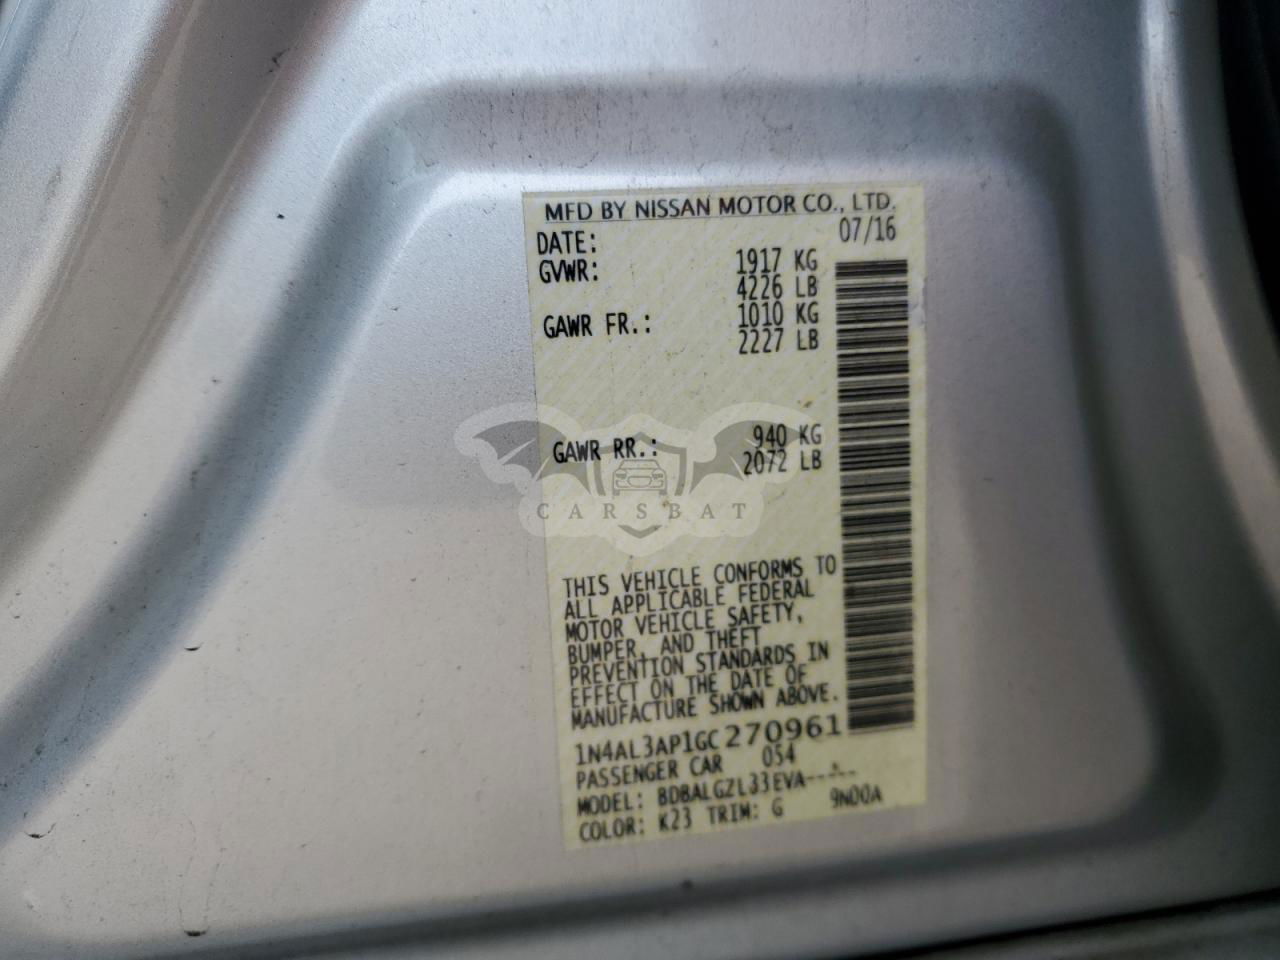 MFD BY NISSAN MOTOR CO., LTD.
DATE: 07/16
GVWR: 1917 KG
4226 LB
GAWR FR.: 1010 KG
2227 LB
GAWR RR.: 940 KG
2072 LB
CARSBAT
THIS VEHICLE CONFORMS TO
ALL APPLICABLE FEDERAL
MOTOR VEHICLE SAFETY,
BUMPER, AND THEFT
PREVENTION STANDARDS IN
EFFECT ON THE DATE OF
MANUFACTURE SHOWN ABOVE.
1N4AL3AP1GC270961
PASSENGER CAR 054
MODEL: BDBALGZL33EVA-----
COLOR: K23 TRIM: G 9N00A